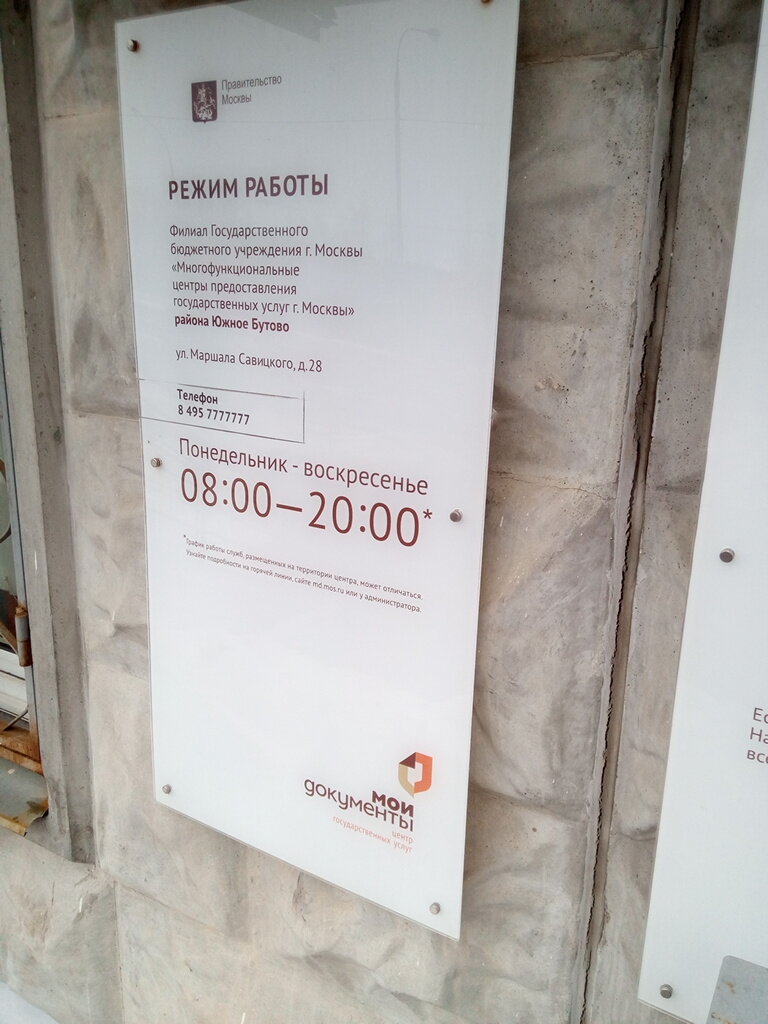 Правительство
Москвы
РЕЖИМ РАБОТЫ
Филиал Государственного
бюджетного учреждения г. Москвы
«Многофункциональные
центры предоставления
государственных услуг г. Москвы»
района Южное Бутово
ул. Маршала Савицкого, д.28
Телефон
8 495 7777777
Понедельник - воскресенье
08:00—20:00*
*График работы служб, размещенных на территории центра, может отличаться.
Узнайте подробности на горячей линии, сайте md.mos.ru или у администратора.
мои
документы
центр
государственных услуг
На
все